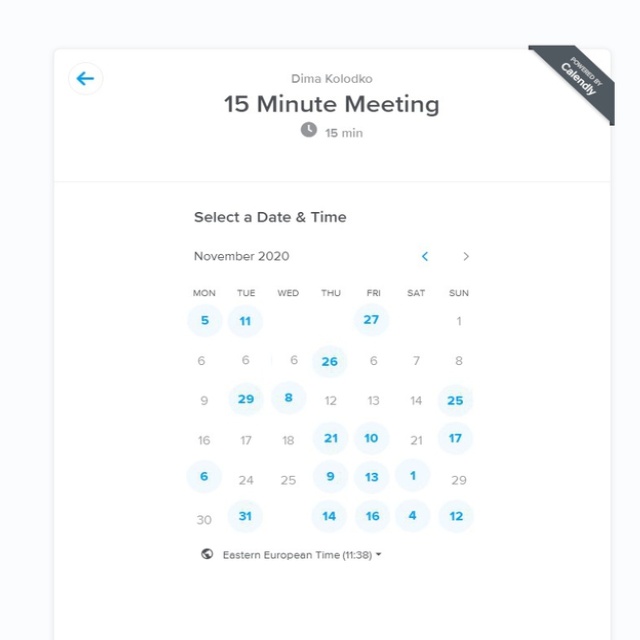 POWERED BY
Calendly
Dima Kolodko
15 Minute Meeting
15 min
Select a Date & Time
November 2020
MON TUE WED THU FRI SAT SUN
5 11 27 1
6 6 6 26 6 7 8
9 29 8 12 13 14 25
16 17 18 21 10 21 17
6 24 25 9 13 1 29
30 31 14 16 4 12
Eastern European Time (11:38)